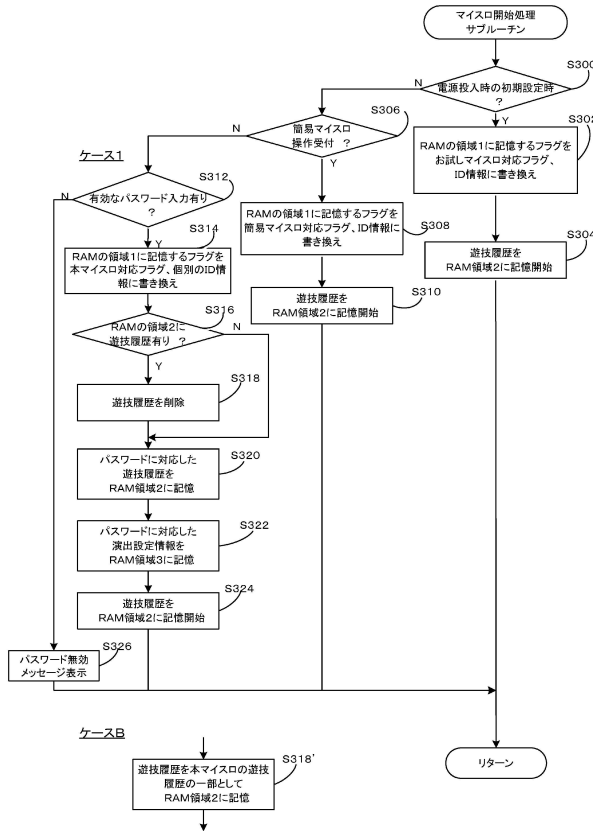 マイスロ開始処理
サブルーチン
S300
電源投入時の初期設定時
?
N
Y
S306
簡易マイスロ
操作受付 ?
N
Y
S302
RAMの領域1に記憶するフラグを
お試しマイスロ対応フラグ、
ID情報に書き換え
S304
遊技履歴を
RAM領域2に記憶開始
ケース1
S312
有効なパスワード入力有り
?
N
Y
S308
RAMの領域1に記憶するフラグを
簡易マイスロ対応フラグ、ID情報
に書き換え
S310
遊技履歴を
RAM領域2に記憶開始
S314
RAMの領域1に記憶するフラグを
本マイスロ対応フラグ、個別のID情
報に書き換え
S316
RAMの領域2に
遊技履歴有り ?
N
Y
S318
遊技履歴を削除
S320
パスワードに対応した
遊技履歴を
RAM領域2に記憶
S322
パスワードに対応した
演出設定情報を
RAM領域3に記憶
S324
遊技履歴を
RAM領域2に記憶開始
S326
パスワード無効
メッセージ表示
リターン
ケースB
S318'
遊技履歴を本マイスロの遊技
履歴の一部として
RAM領域2に記憶